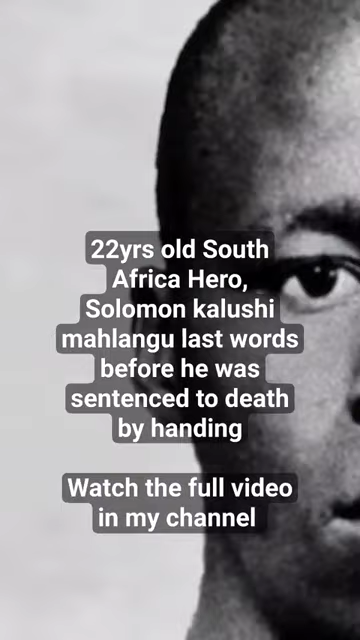 22yrs old South
Africa Hero,
Solomon kalushi
mahlangu last words
before he was
sentenced to death
by handing
Watch the full video
in my channel